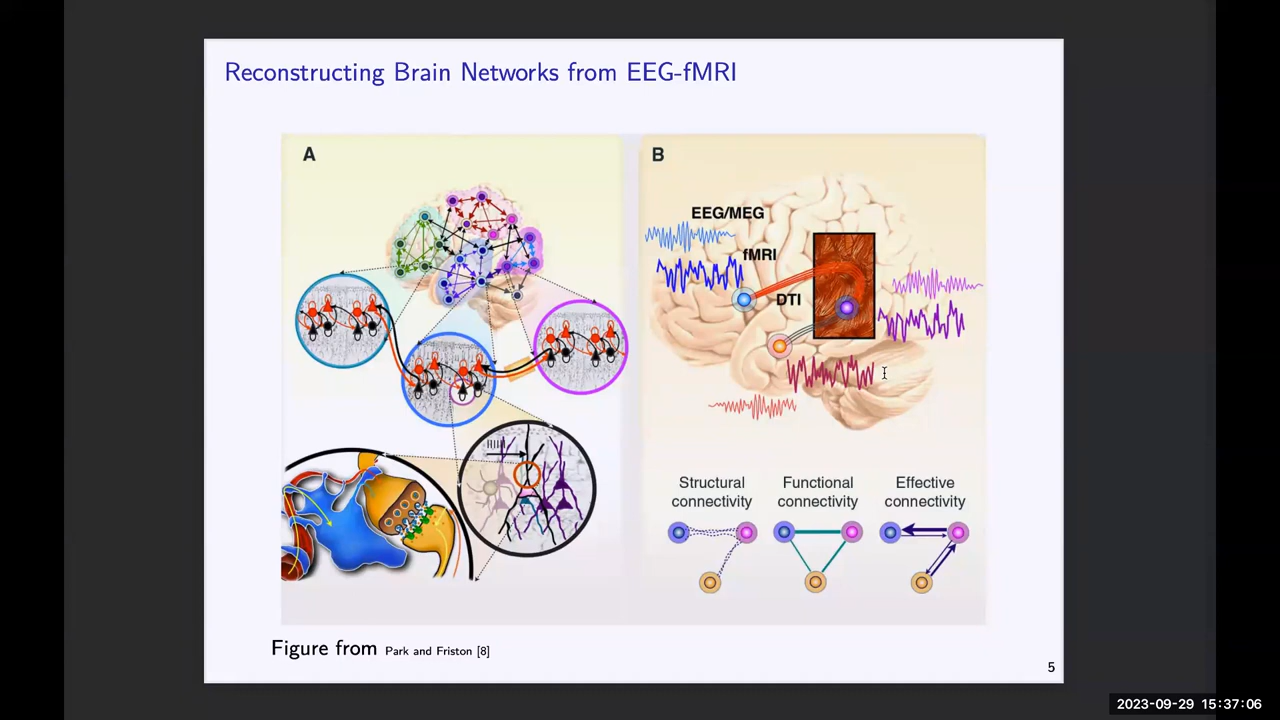 Reconstructing Brain Networks from EEG-fMRI
A
B
EEG/MEG
fMRI
DTI
Structural connectivity
Functional connectivity
Effective connectivity
Figure from Park and Friston [8]
5
2023-09-29 15:37:06